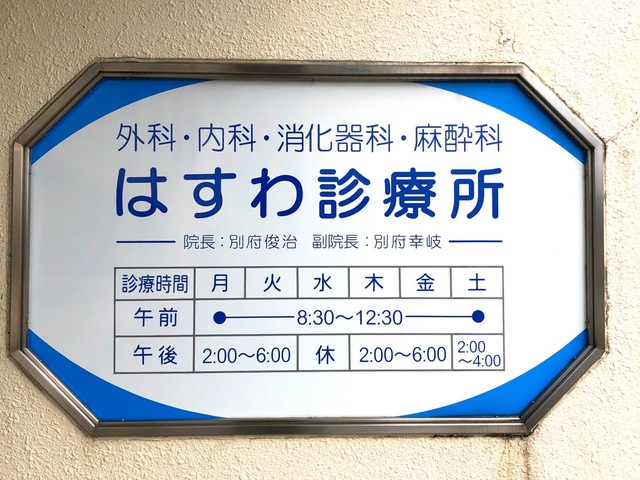 外科・内科・消化器科・麻酔科
はすわ診療所
院長：別府俊治 副院長：別府幸岐
診療時間 月 火 水 木 金 土
午前 8:30〜12:30
午後 2:00〜6:00 休 2:00〜6:00 2:00〜4:00